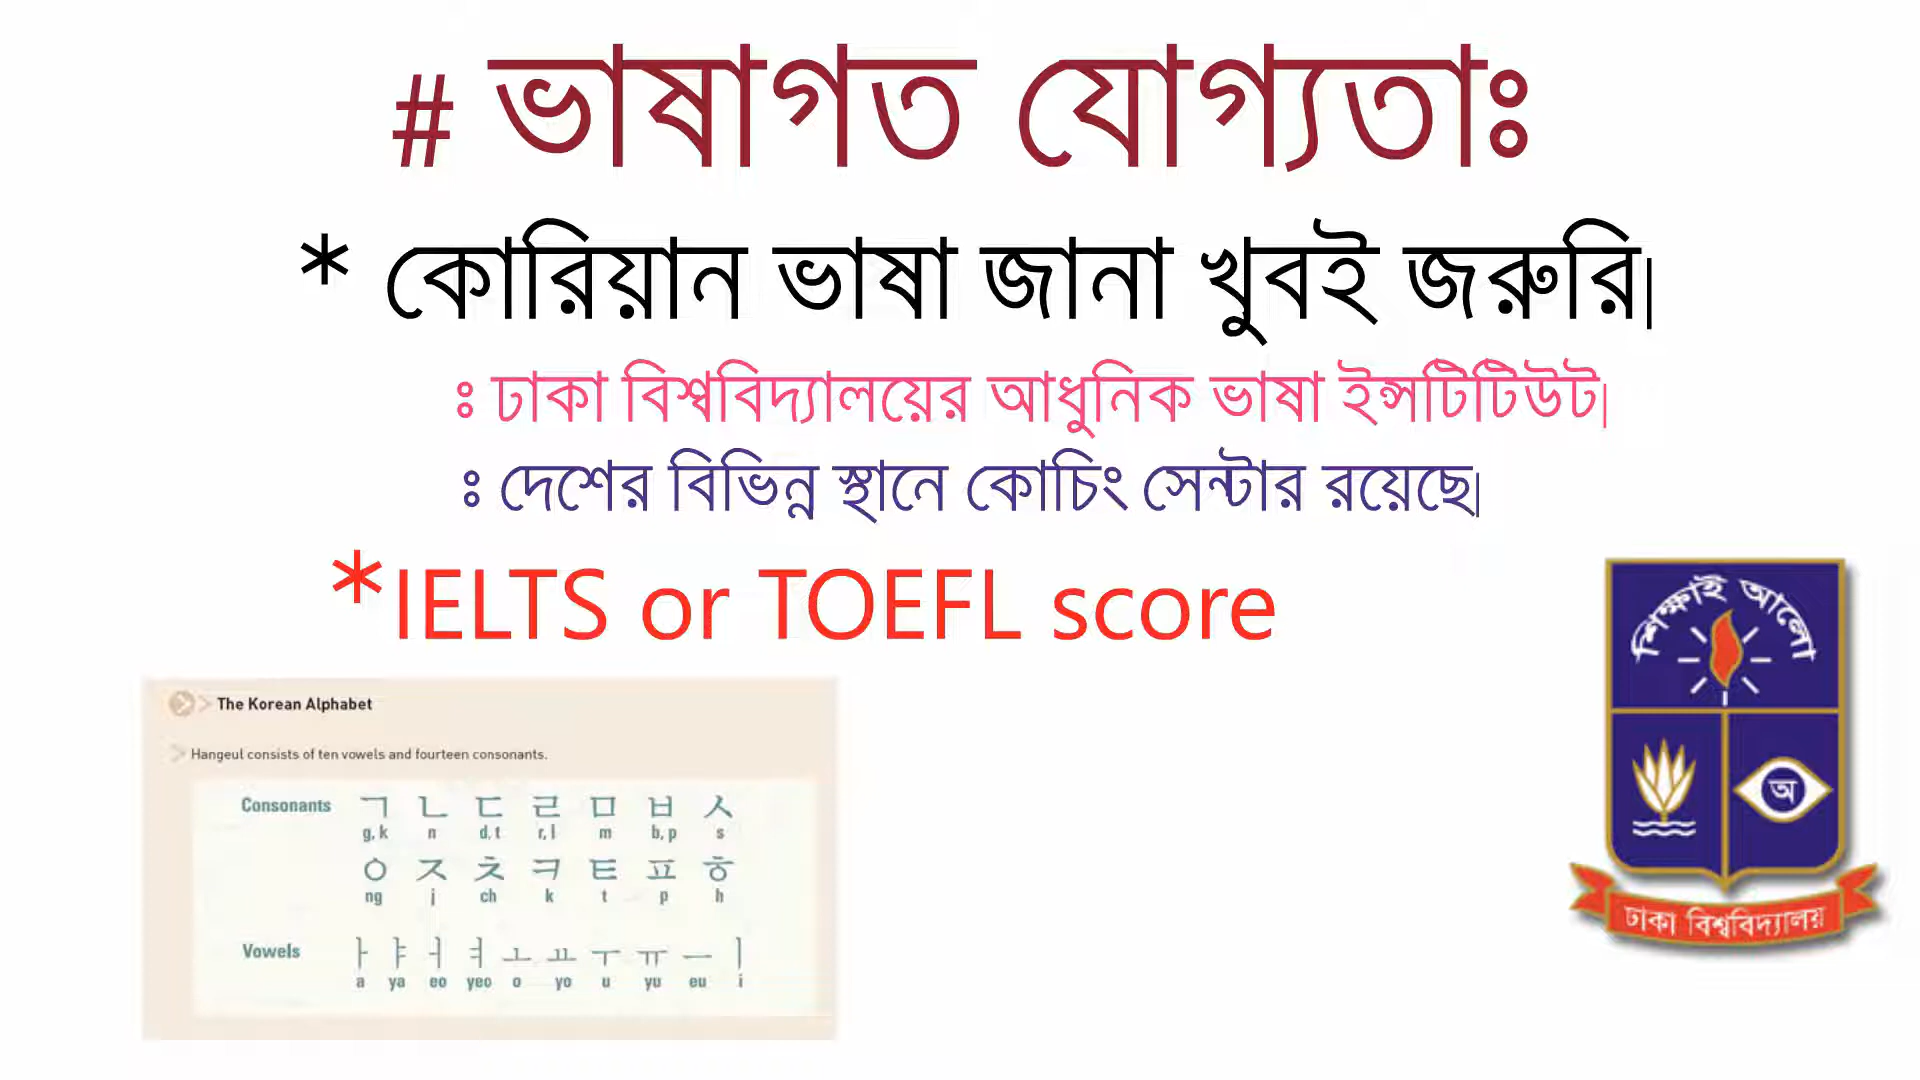 # ভাষাগত যোগ্যতাঃ
* কোরিয়ান ভাষা জানা খুবই জরুরি|
ঃ ঢাকা বিশ্ববিদ্যালয়ের আধুনিক ভাষা ইন্সটিটিউট|
ঃ দেশের বিভিন্ন স্থানে কোচিং সেন্টার রয়েছে|
*IELTS or TOEFL score
The Korean Alphabet
Hangeul consists of ten vowels and fourteen consonants.
Consonants ㄱ ㄴ ㄷ ㄹ ㅁ ㅂ ㅅ
g, k n d, t r, l m b, p s
ㅇ ㅈ ㅊ ㅋ ㅌ ㅍ ㅎ
ng j ch k t p h
Vowels ㅏ ㅑ ㅓ ㅕ ㅗ ㅛ ㅜ ㅠ ㅡ ㅣ
a ya eo yeo o yo u yu eu i
শিক্ষাই আলো
অ
ঢাকা বিশ্ববিদ্যালয়